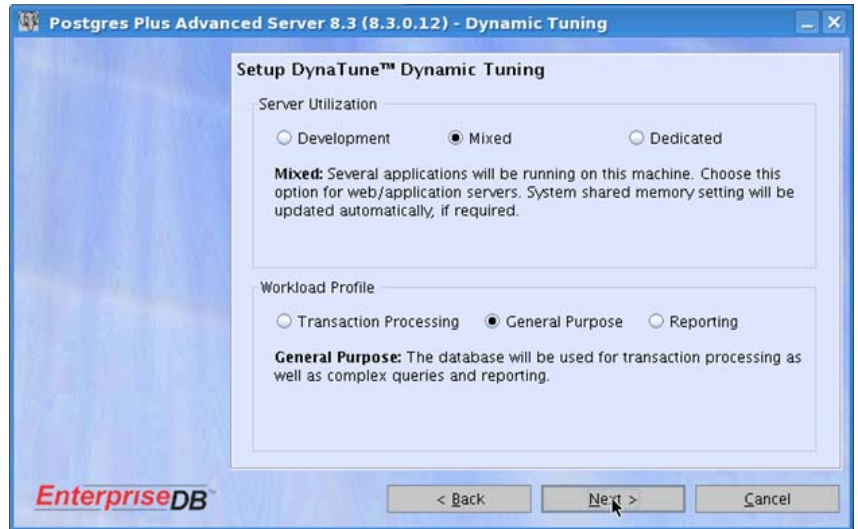 Postgres Plus Advanced Server 8.3 (8.3.0.12) - Dynamic Tuning
Setup DynaTune™ Dynamic Tuning
Server Utilization
Development Mixed Dedicated
Mixed: Several applications will be running on this machine. Choose this
option for web/application servers. System shared memory setting will be
updated automatically, if required.
Workload Profile
Transaction Processing General Purpose Reporting
General Purpose: The database will be used for transaction processing as
well as complex queries and reporting.
EnterpriseDB
< Back Next > Cancel